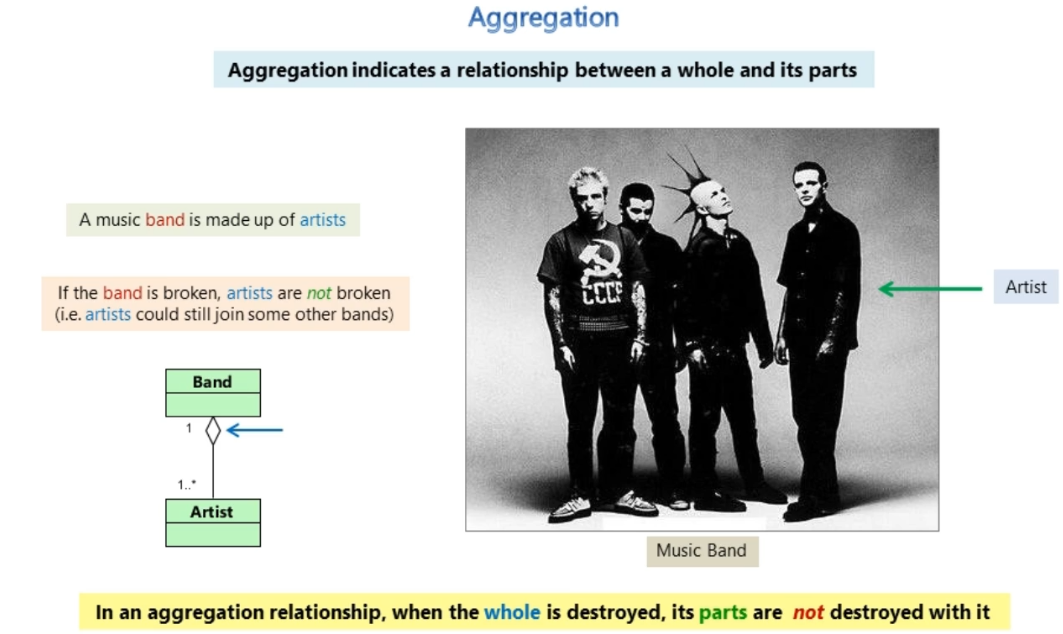 Aggregation
Aggregation indicates a relationship between a whole and its parts
A music band is made up of artists
If the band is broken, artists are not broken
(i.e. artists could still join some other bands)
Band
1
1..*
Artist
CCCP
Artist
Music Band
In an aggregation relationship, when the whole is destroyed, its parts are not destroyed with it